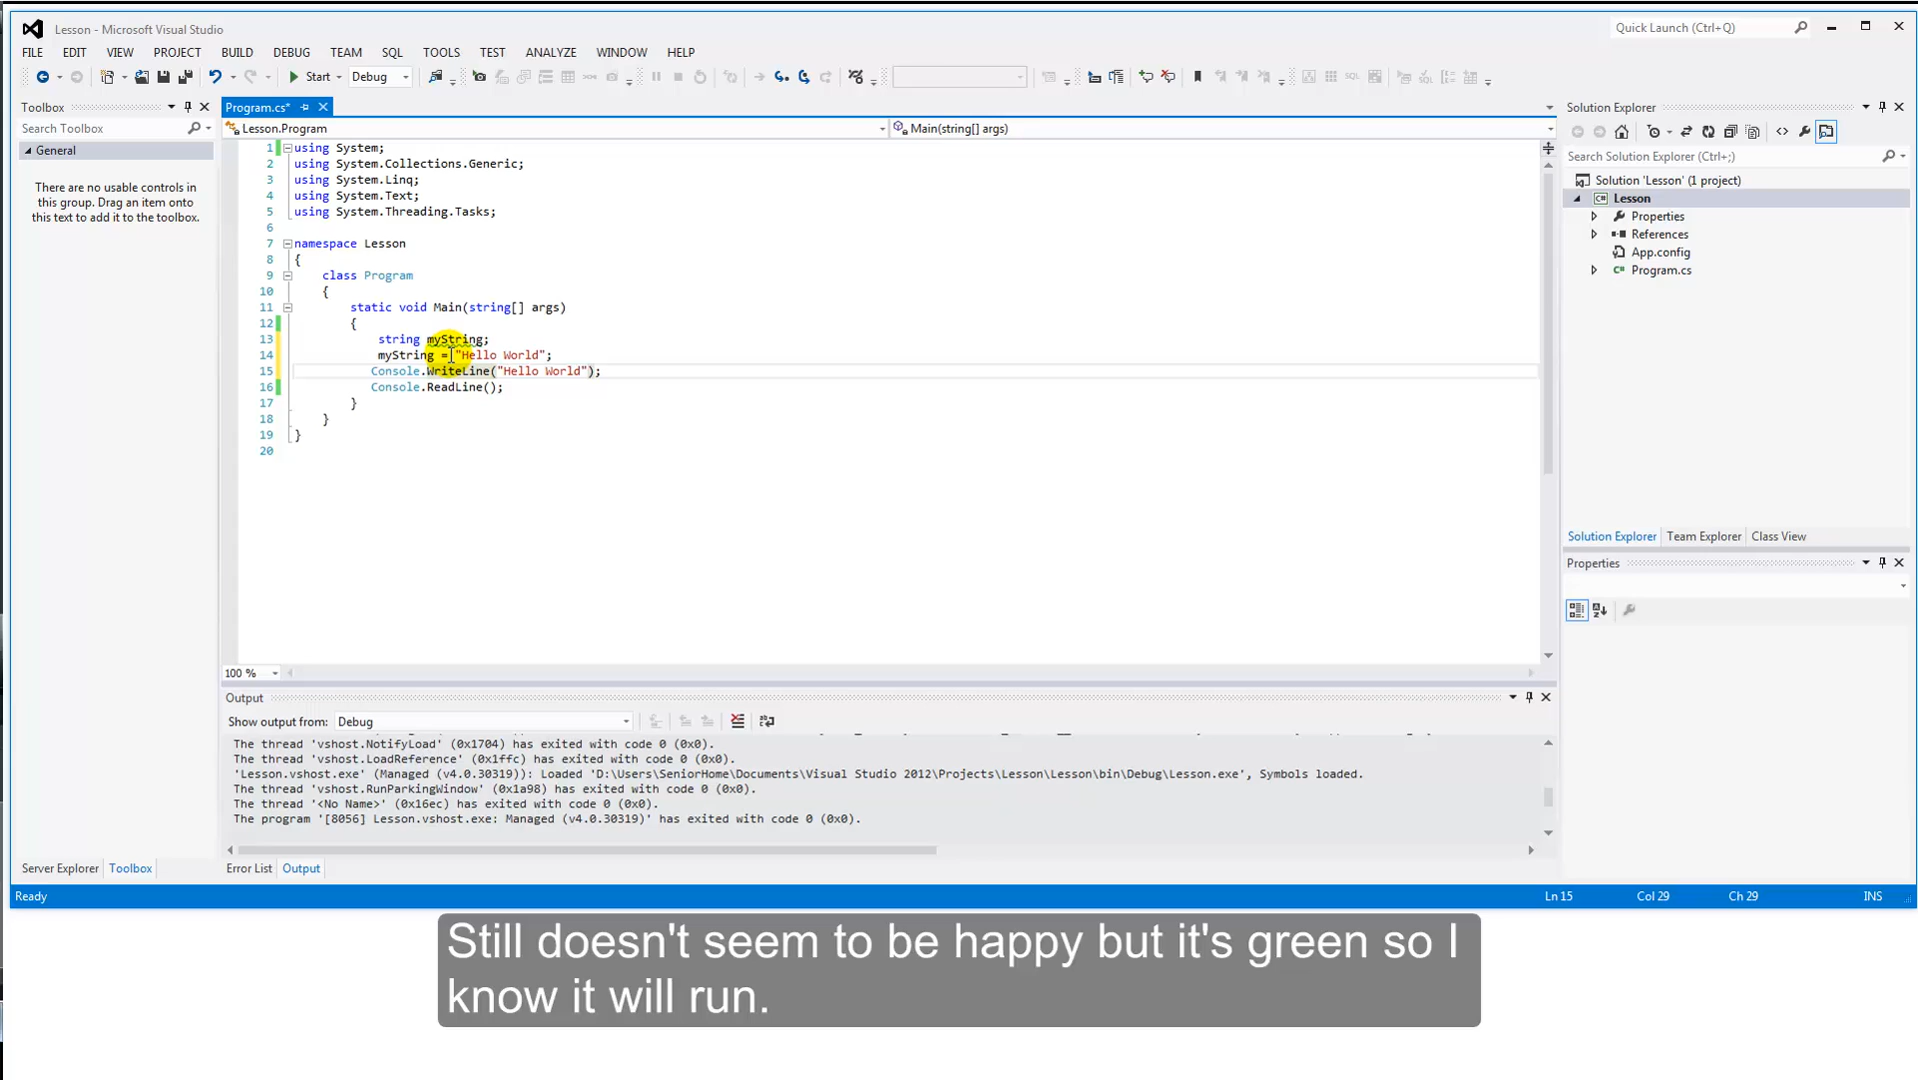 Lesson - Microsoft Visual Studio
Quick Launch (Ctrl+Q)
FILE EDIT VIEW PROJECT BUILD DEBUG TEAM SQL TOOLS TEST ANALYZE WINDOW HELP
Start Debug
Toolbox
Search Toolbox
General
There are no usable controls in
this group. Drag an item onto
this text to add it to the toolbox.
Server Explorer Toolbox
Program.cs*
Lesson.Program
Main(string[] args)
1 using System;
2 using System.Collections.Generic;
3 using System.Linq;
4 using System.Text;
5 using System.Threading.Tasks;
6
7 namespace Lesson
8 {
9 class Program
10 {
11 static void Main(string[] args)
12 {
13 string myString;
14 myString = "Hello World";
15 Console.WriteLine("Hello World");
16 Console.ReadLine();
17 }
18 }
19 }
20
100 %
Output
Show output from: Debug
The thread 'vshost.NotifyLoad' (0x1704) has exited with code 0 (0x0).
The thread 'vshost.LoadReference' (0x1ffc) has exited with code 0 (0x0).
'Lesson.vshost.exe' (Managed (v4.0.30319)): Loaded 'D:\Users\SeniorHome\Documents\Visual Studio 2012\Projects\Lesson\Lesson\bin\Debug\Lesson.exe', Symbols loaded.
The thread 'vshost.RunParkingWindow' (0x1a98) has exited with code 0 (0x0).
The thread '<No Name>' (0x16ec) has exited with code 0 (0x0).
The program '[8056] Lesson.vshost.exe: Managed (v4.0.30319)' has exited with code 0 (0x0).
Error List Output
Solution Explorer
Search Solution Explorer (Ctrl+;)
Solution 'Lesson' (1 project)
Lesson
Properties
References
App.config
Program.cs
Solution Explorer Team Explorer Class View
Properties
Ready
Ln 15 Col 29 Ch 29 INS
Still doesn't seem to be happy but it's green so I
know it will run.